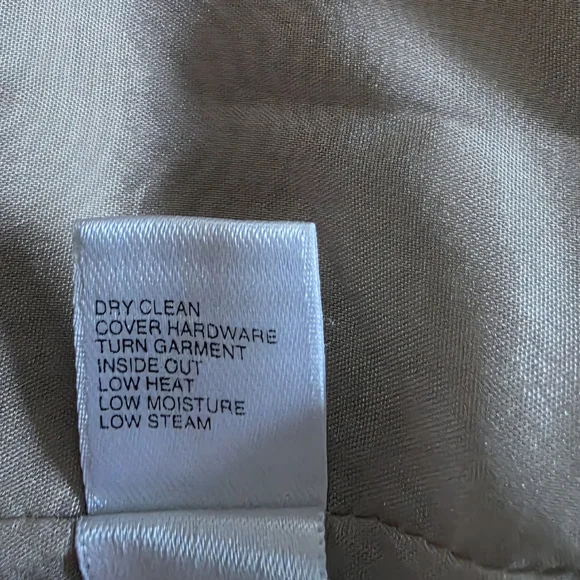 DRY CLEAN
COVER HARDWARE
TURN GARMENT
INSIDE OUT
LOW HEAT
LOW MOISTURE
LOW STEAM